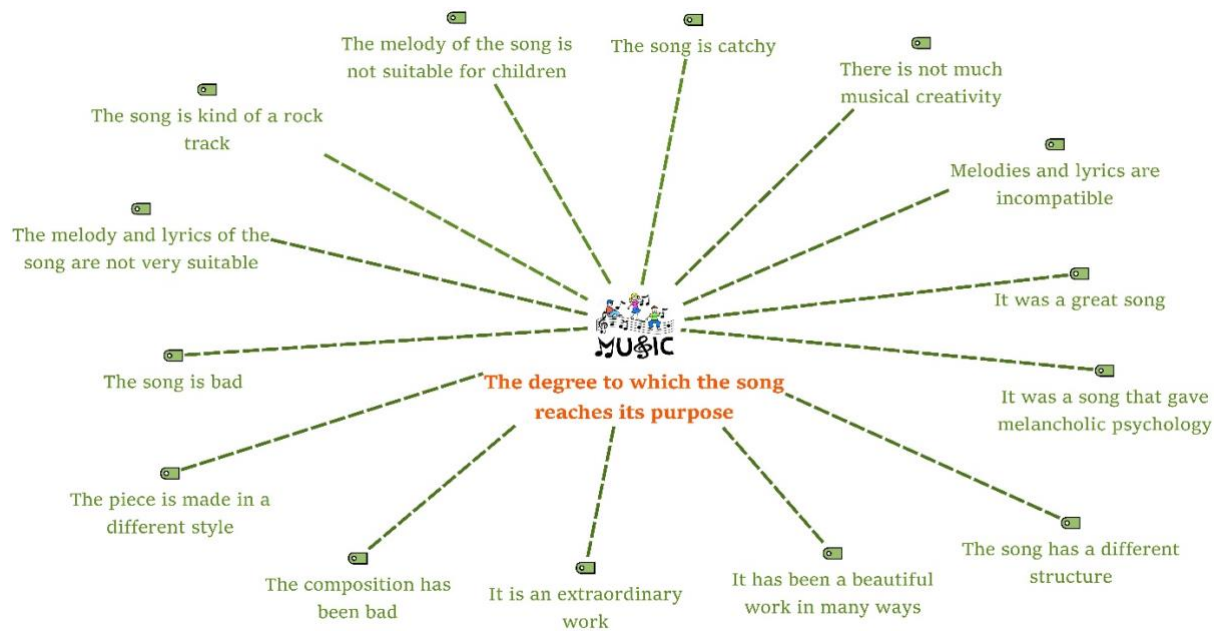 The melody of the song is
not suitable for children
The song is catchy
There is not much
musical creativity
The song is kind of a rock
track
Melodies and lyrics are
incompatible
The melody and lyrics of the
song are not very suitable
It was a great song
MUSIC
The song is bad
The degree to which the song
reaches its purpose
It was a song that gave
melancholic psychology
The piece is made in a
different style
The song has a different
structure
The composition has
been bad
It is an extraordinary
work
It has been a beautiful
work in many ways